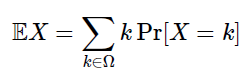 𝔼X = ∑_{k∈Ω} k Pr[X = k]